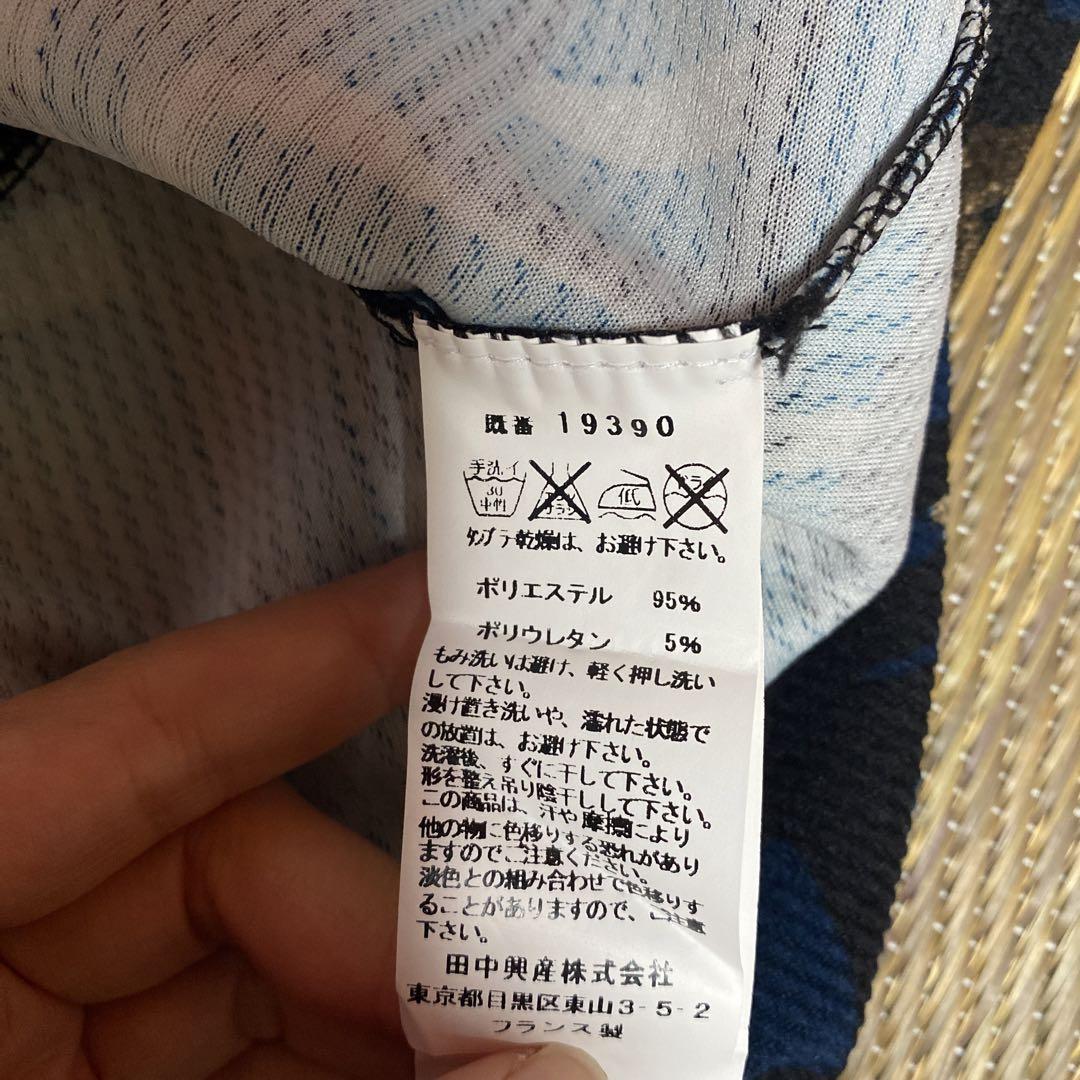 既番 19390
手洗イ
30
中性
ブラシ
低
ドライ
タンブラ乾燥は、お避け下さい。
ポリエステル 95%
ポリウレタン 5%
もみ洗いは避け、軽く押し洗い
して下さい。
浸け置き洗いや、濡れた状態で
の放置は、お避け下さい。
洗濯後、すぐに干して下さい。
形を整え吊り陰干しして下さい。
この商品は、汗や摩擦により
他の物に色移りする恐れがあり
ますのでご注意ください。
淡色との組み合わせで色移りす
ることがありますので、ご注意
下さい。
田中興産株式会社
東京都目黒区東山3-5-2
フランス製